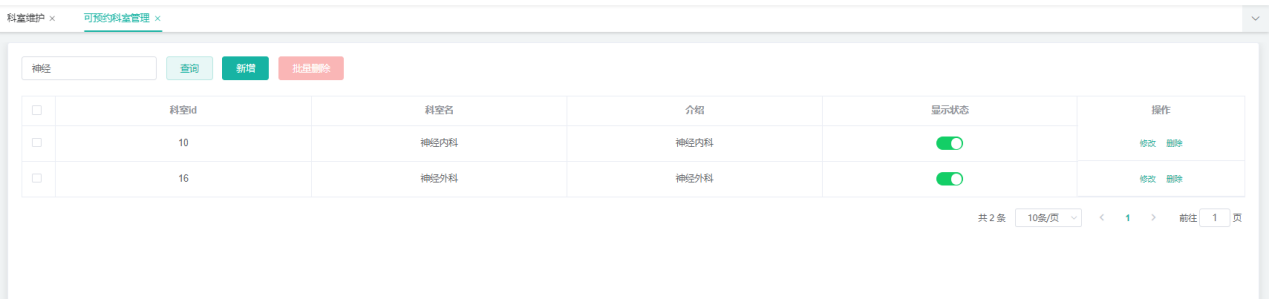 科室维护 × 可预约科室管理 ×
神经 查询 新增 批量删除
科室id 科室名 介绍 显示状态 操作
10 神经内科 神经内科 修改 删除
16 神经外科 神经外科 修改 删除
共 2 条 10条/页 < 1 > 前往 1 页